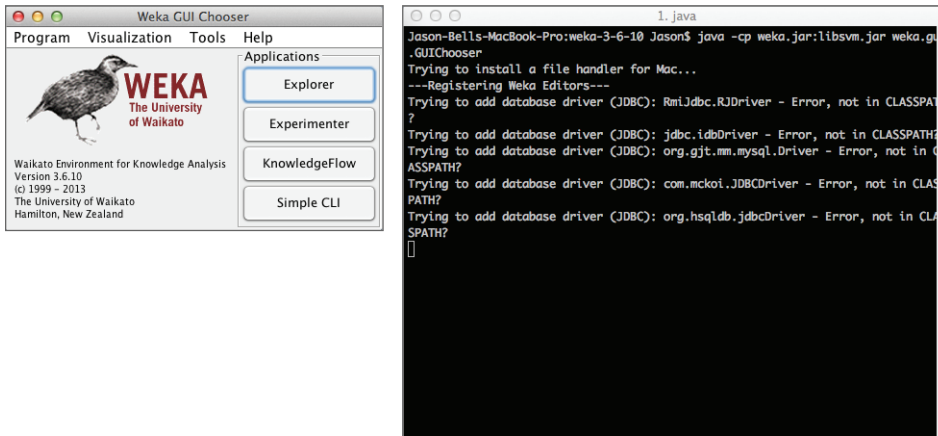 Weka GUI Chooser
Program Visualization Tools Help
WEKA
The University
of Waikato
Waikato Environment for Knowledge Analysis
Version 3.6.10
(c) 1999 – 2013
The University of Waikato
Hamilton, New Zealand
Applications
Explorer
Experimenter
KnowledgeFlow
Simple CLI
1. java
Jason-Bells-MacBook-Pro:weka-3-6-10 Jason$ java -cp weka.jar:libsvm.jar weka.gu
.GUIChooser
Trying to install a file handler for Mac...
---Registering Weka Editors---
Trying to add database driver (JDBC): RmiJdbc.RJDriver - Error, not in CLASSPAT
?
Trying to add database driver (JDBC): jdbc.idbDriver - Error, not in CLASSPATH?
Trying to add database driver (JDBC): org.gjt.mm.mysql.Driver - Error, not in C
ASSPATH?
Trying to add database driver (JDBC): com.mckoi.JDBCDriver - Error, not in CLAS
PATH?
Trying to add database driver (JDBC): org.hsqldb.jdbcDriver - Error, not in CLA
SPATH?